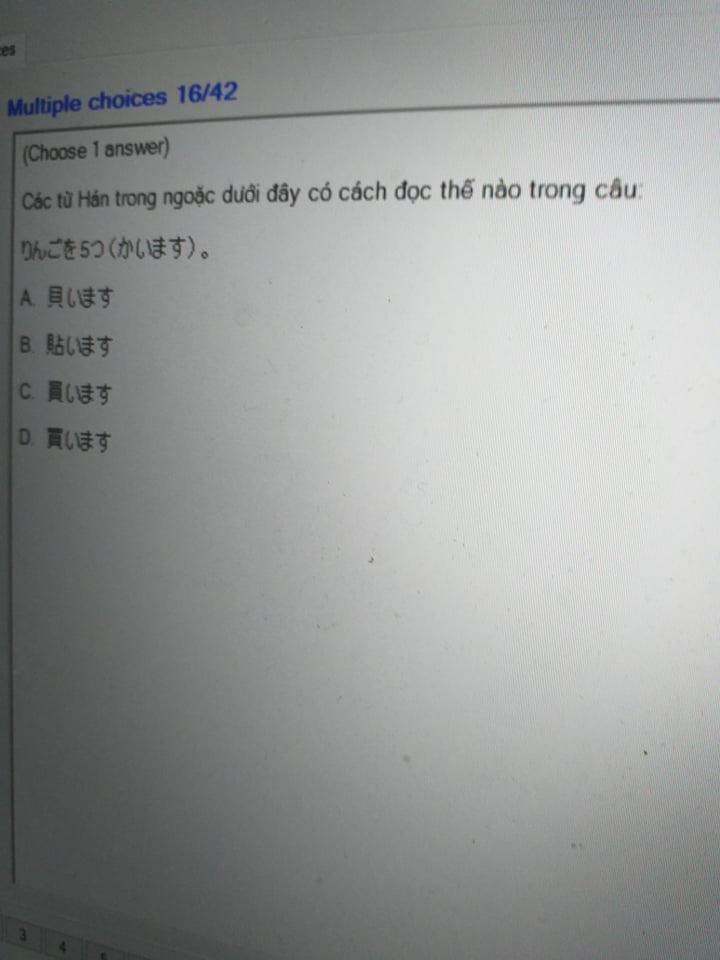 es
Multiple choices 16/42
(Choose 1 answer)
Các từ Hán trong ngoặc dưới đây có cách đọc thế nào trong câu:
りんごを5つ(かいます)。
A. 貝います
B. 貼います
C. 員います
D. 買います
3 4 5